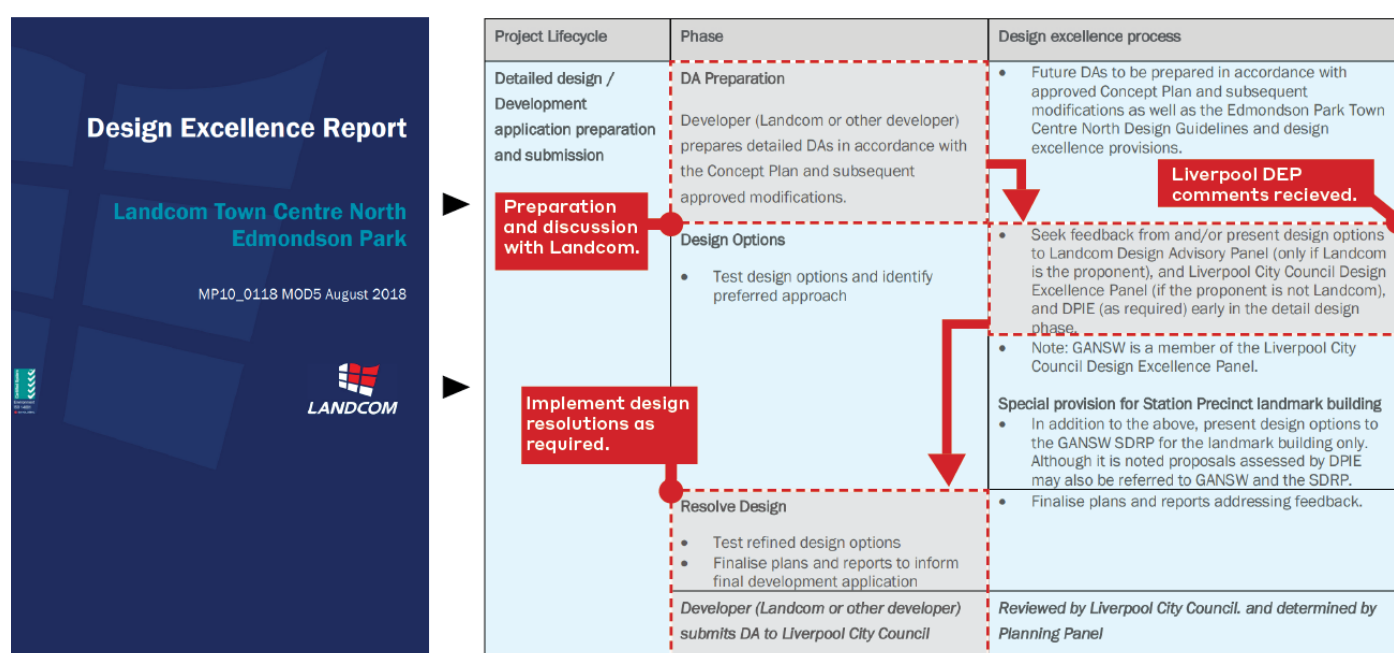 Design Excellence Report
Landcom Town Centre North
Edmondson Park
MP10_0118 MOD5 August 2018
LANDCOM
Project Lifecycle
Phase
Design excellence process
Detailed design /
Development
application preparation
and submission
Preparation
and discussion
with Landcom.
Implement design
resolutions as
required.
DA Preparation
Developer (Landcom or other developer)
prepares detailed DAs in accordance with
the Concept Plan and subsequent
approved modifications.
Design Options
• Test design options and identify
preferred approach
Resolve Design
• Test refined design options
• Finalise plans and reports to inform
final development application
Developer (Landcom or other developer)
submits DA to Liverpool City Council
• Future DAs to be prepared in accordance with
approved Concept Plan and subsequent
modifications as well as the Edmondson Park Town
Centre North Design Guidelines and design
excellence provisions.
Liverpool DEP
comments recieved.
• Seek feedback from and/or present design options
to Landcom Design Advisory Panel (only if Landcom
is the proponent), and Liverpool City Council Design
Excellence Panel (if the proponent is not Landcom),
and DPIE (as required) early in the detail design
phase.
• Note: GANSW is a member of the Liverpool City
Council Design Excellence Panel.
Special provision for Station Precinct landmark building
• In addition to the above, present design options to
the GANSW SDRP for the landmark building only.
Although it is noted proposals assessed by DPIE
may also be referred to GANSW and the SDRP.
• Finalise plans and reports addressing feedback.
Reviewed by Liverpool City Council. and determined by
Planning Panel